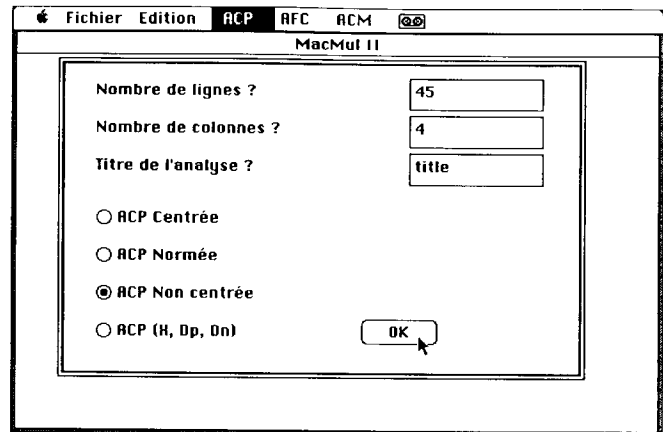 Fichier Edition ACP AFC ACM
MacMul II
Nombre de lignes ? 45
Nombre de colonnes ? 4
Titre de l'analyse ? title
ACP Centrée
ACP Normée
ACP Non centrée
ACP (X, Dp, Dn)
OK